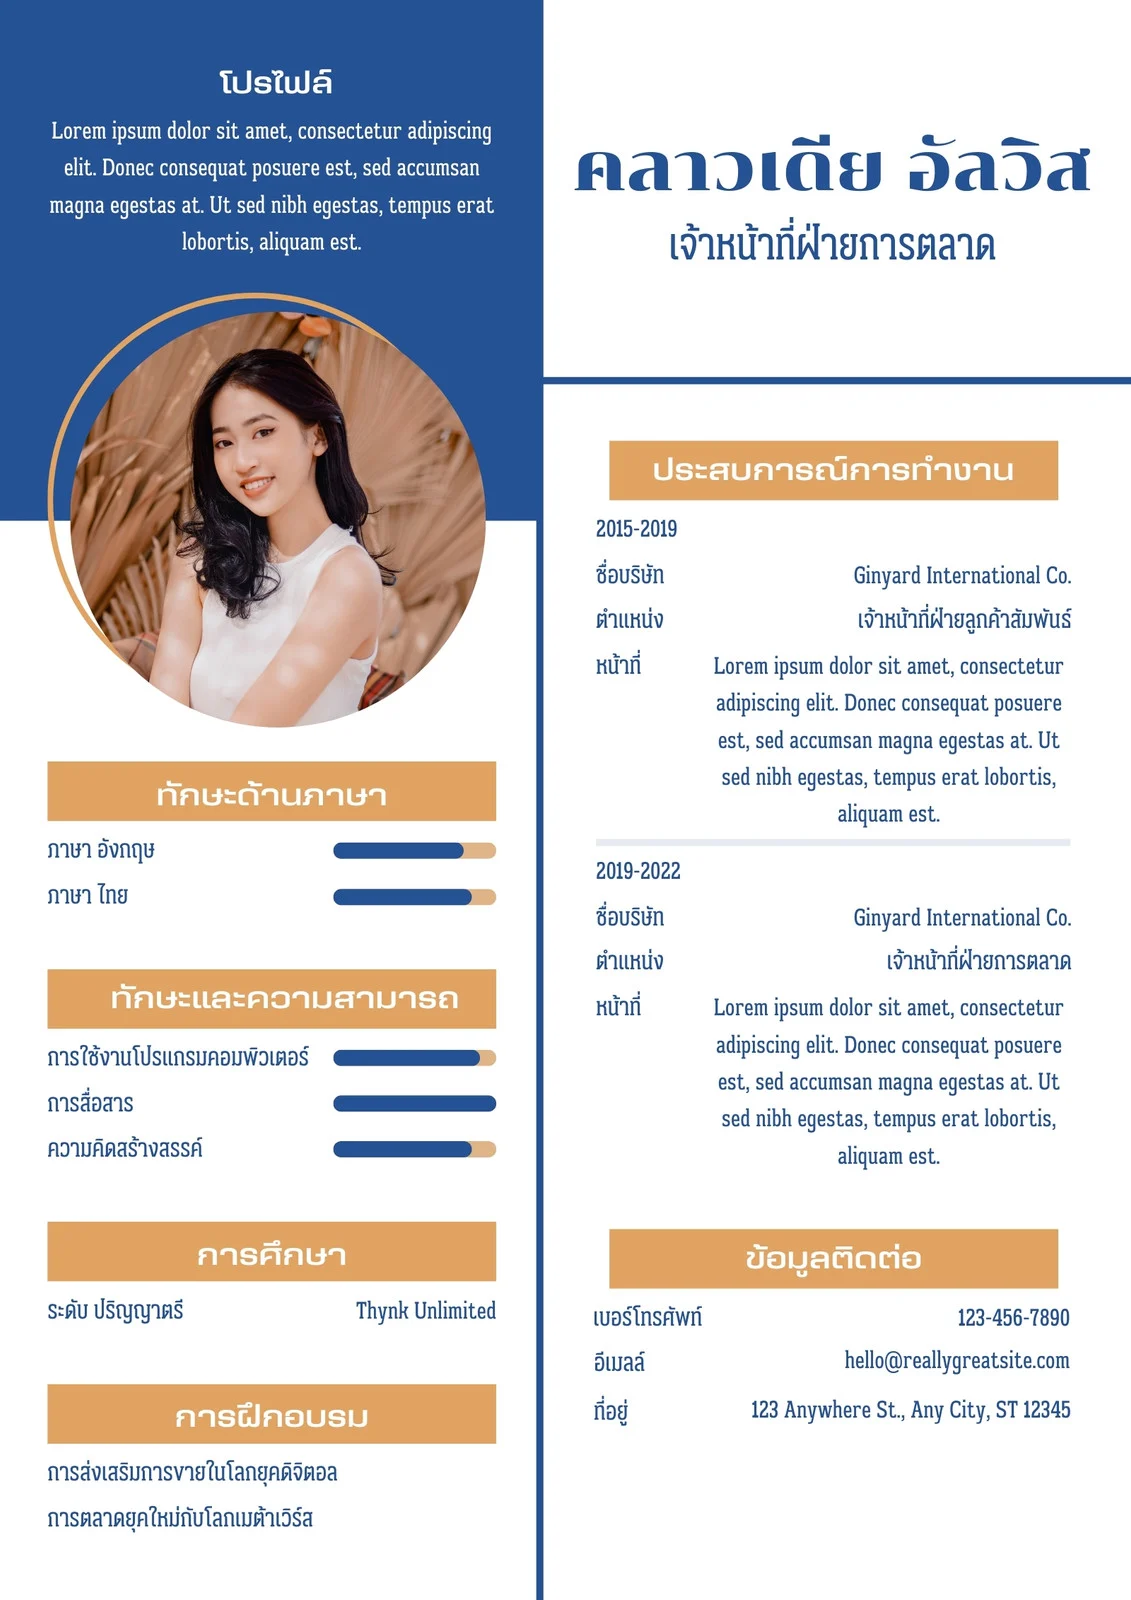 โปรไฟล์
Lorem ipsum dolor sit amet, consectetur adipiscing
elit. Donec consequat posuere est, sed accumsan
magna egestas at. Ut sed nibh egestas, tempus erat
lobortis, aliquam est.
คลาวเดีย อัลวิส
เจ้าหน้าที่ฝ่ายการตลาด
ทักษะด้านภาษา
ภาษา อังกฤษ
ภาษา ไทย
ทักษะและความสามารถ
การใช้งานโปรแกรมคอมพิวเตอร์
การสื่อสาร
ความคิดสร้างสรรค์
การศึกษา
ระดับ ปริญญาตรี Thynk Unlimited
การฝึกอบรม
การส่งเสริมการขายในโลกยุคดิจิตอล
การตลาดยุคใหม่กับโลกเมต้าเวิร์ส
ประสบการณ์การทำงาน
2015-2019
ชื่อบริษัท Ginyard International Co.
ตำแหน่ง เจ้าหน้าที่ฝ่ายลูกค้าสัมพันธ์
หน้าที่ Lorem ipsum dolor sit amet, consectetur
adipiscing elit. Donec consequat posuere
est, sed accumsan magna egestas at. Ut
sed nibh egestas, tempus erat lobortis,
aliquam est.
2019-2022
ชื่อบริษัท Ginyard International Co.
ตำแหน่ง เจ้าหน้าที่ฝ่ายการตลาด
หน้าที่ Lorem ipsum dolor sit amet, consectetur
adipiscing elit. Donec consequat posuere
est, sed accumsan magna egestas at. Ut
sed nibh egestas, tempus erat lobortis,
aliquam est.
ข้อมูลติดต่อ
เบอร์โทรศัพท์ 123-456-7890
อีเมลล์ hello@reallygreatsite.com
ที่อยู่ 123 Anywhere St., Any City, ST 12345